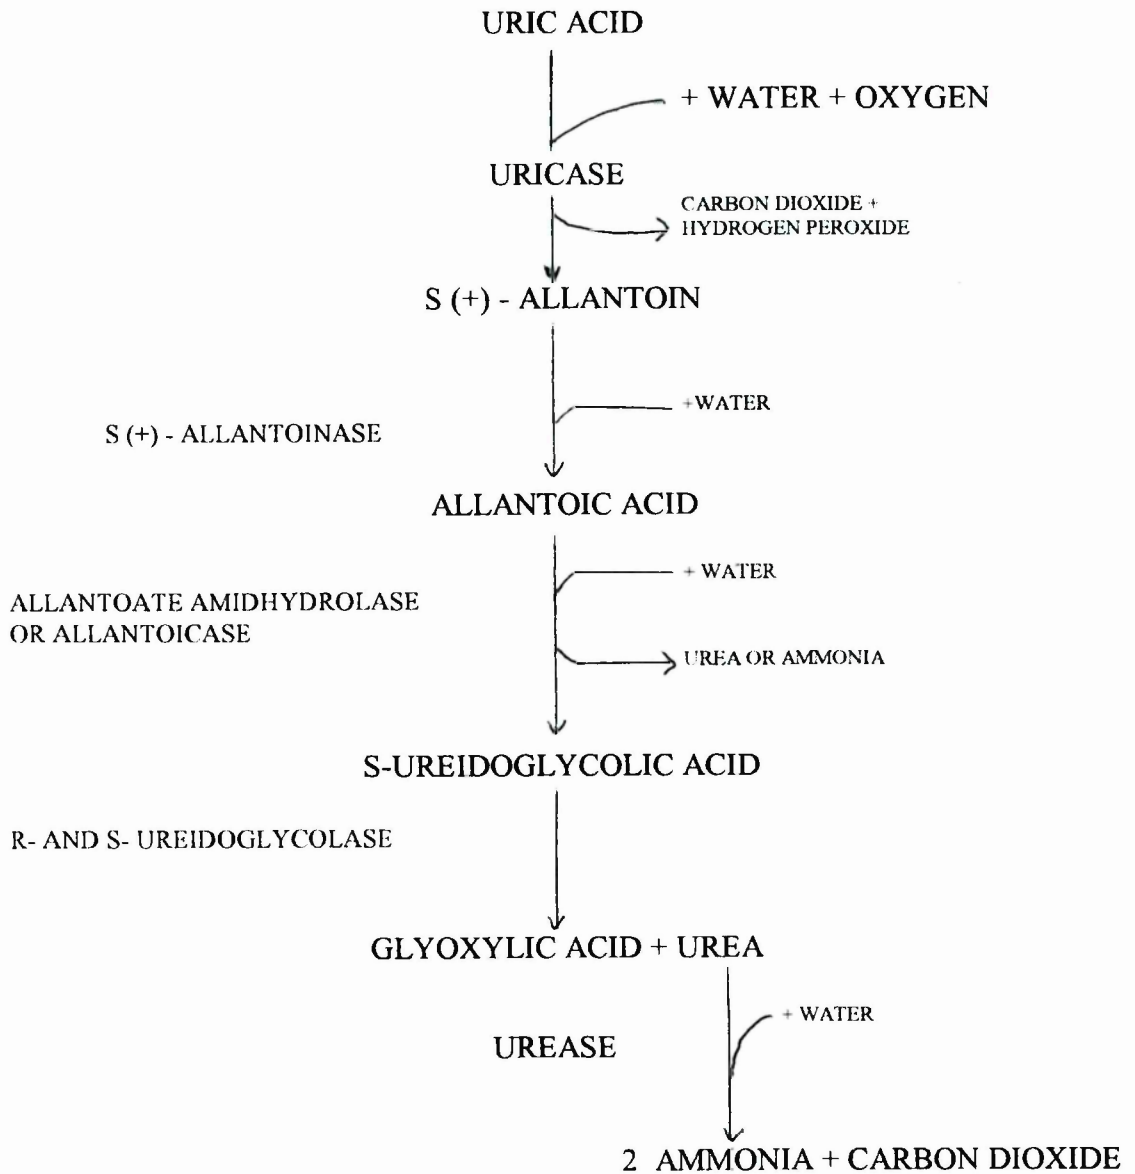 URIC ACID
+ WATER + OXYGEN
URICASE
CARBON DIOXIDE +
HYDROGEN PEROXIDE
S (+) - ALLANTOIN
+WATER
S (+) - ALLANTOINASE
ALLANTOIC ACID
+ WATER
ALLANTOATE AMIDHYDROLASE
OR ALLANTOICASE
UREA OR AMMONIA
S-UREIDOGLYCOLIC ACID
R- AND S- UREIDOGLYCOLASE
GLYOXYLIC ACID + UREA
+ WATER
UREASE
2 AMMONIA + CARBON DIOXIDE